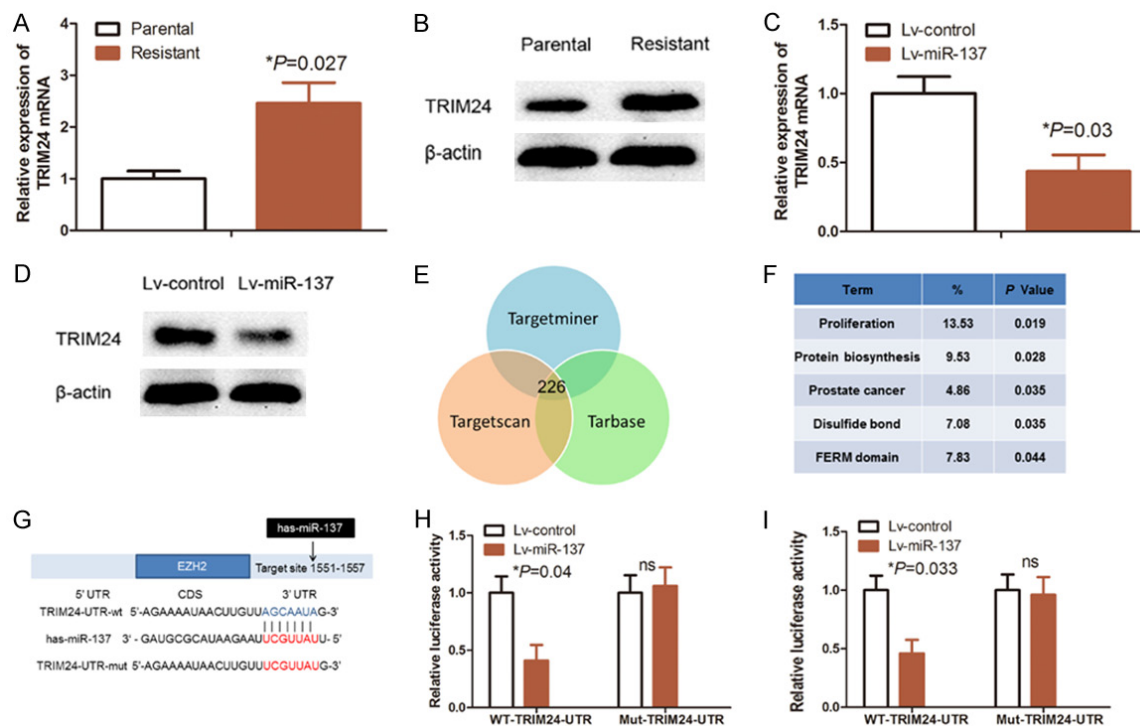 A
Relative expression of
TRIM24 mRNA
4
3
2
1
0
Parental
Resistant
*P=0.027
B
Parental Resistant
TRIM24
β-actin
C
Relative expression of
TRIM24 mRNA
1.5
1.0
0.5
0.0
Lv-control
Lv-miR-137
*P=0.03
D
Lv-control Lv-miR-137
TRIM24
β-actin
E
Targetminer
226
Targetscan
Tarbase
F
Term % P Value
Proliferation 13.53 0.019
Protein biosynthesis 9.53 0.028
Prostate cancer 4.86 0.035
Disulfide bond 7.08 0.035
FERM domain 7.83 0.044
G
has-miR-137
EZH2 Target site 1551-1557
5' UTR CDS 3' UTR
TRIM24-UTR-wt 5'-AGAAAAUAACUUGUUAGCAAUAG-3'
has-miR-137 3' -GAUGCGCAUAAGAAUUCGUUAUU- 5'
TRIM24-UTR-mut 5'-AGAAAAUAACUUGUUUCGUUAUG-3'
H
Relative luciferase activity
1.5
1.0
0.5
0.0
Lv-control
Lv-miR-137
*P=0.04
ns
WT-TRIM24-UTR Mut-TRIM24-UTR
I
Relative luciferase activity
1.5
1.0
0.5
0.0
Lv-control
Lv-miR-137
*P=0.033
ns
WT-TRIM24-UTR Mut-TRIM24-UTR